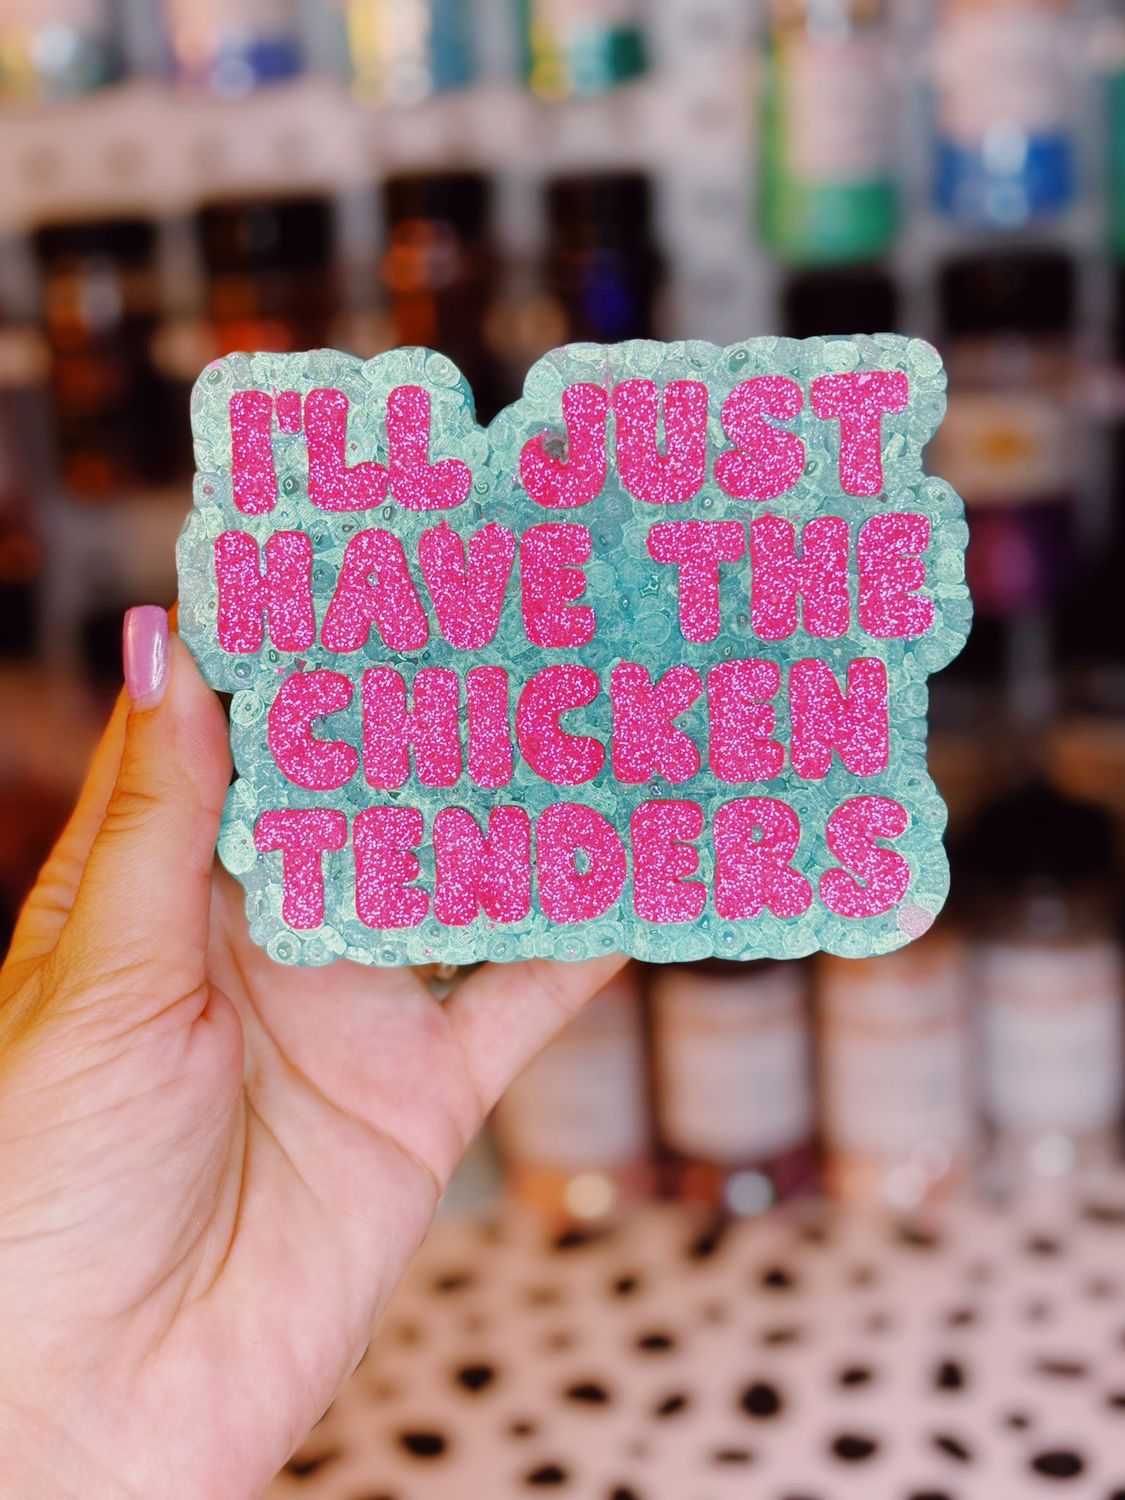 I'LL JUST
HAVE THE
CHICKEN
TENDERS